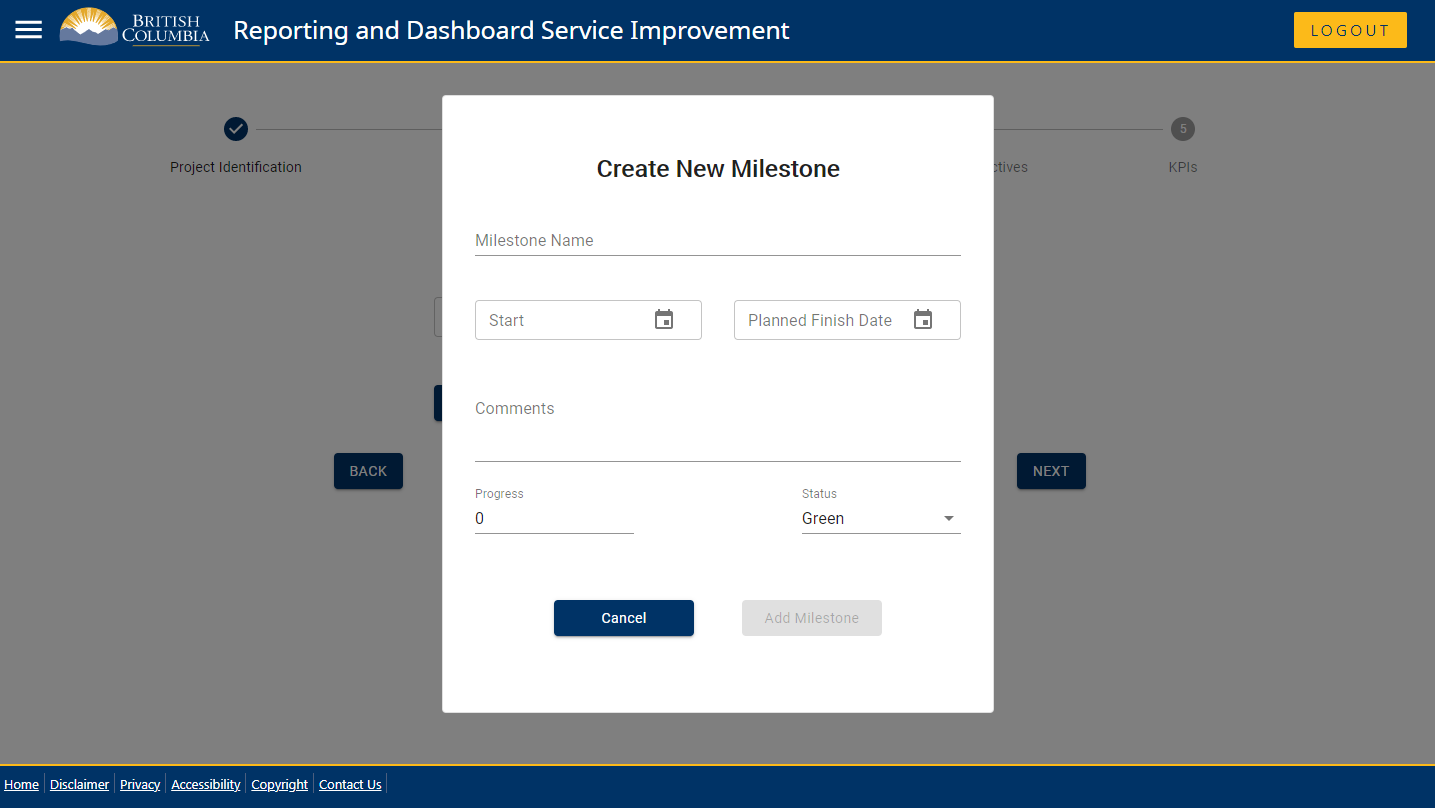 BRITISH
COLUMBIA
Reporting and Dashboard Service Improvement
LOGOUT
5
Project Identification
ctives
KPIs
Create New Milestone
Milestone Name
Start
Planned Finish Date
Comments
BACK
NEXT
Progress
Status
0
Green
Cancel
Add Milestone
Home
Disclaimer
Privacy
Accessibility
Copyright
Contact Us